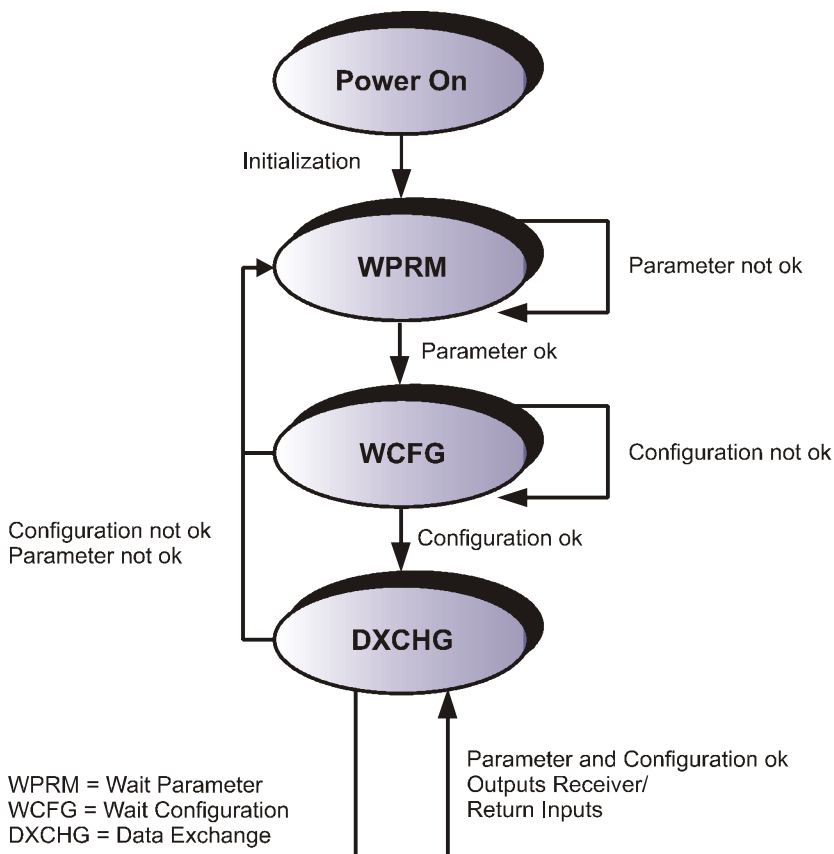 Power On
Initialization
WPRM
Parameter not ok
Parameter ok
WCFG
Configuration not ok
Configuration ok
Configuration not ok
Parameter not ok
DXCHG
Parameter and Configuration ok
Outputs Receiver/
Return Inputs
WPRM = Wait Parameter
WCFG = Wait Configuration
DXCHG = Data Exchange